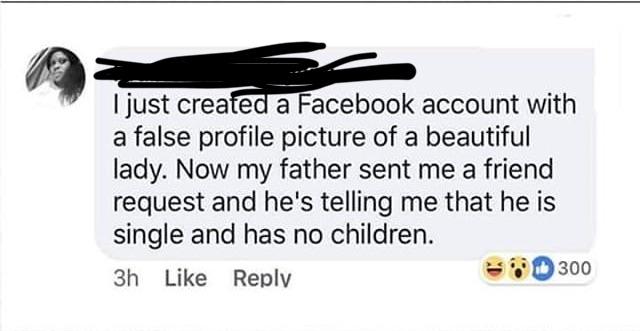 I just created a Facebook account with
a false profile picture of a beautiful
lady. Now my father sent me a friend
request and he's telling me that he is
single and has no children.
3h Like Reply
300